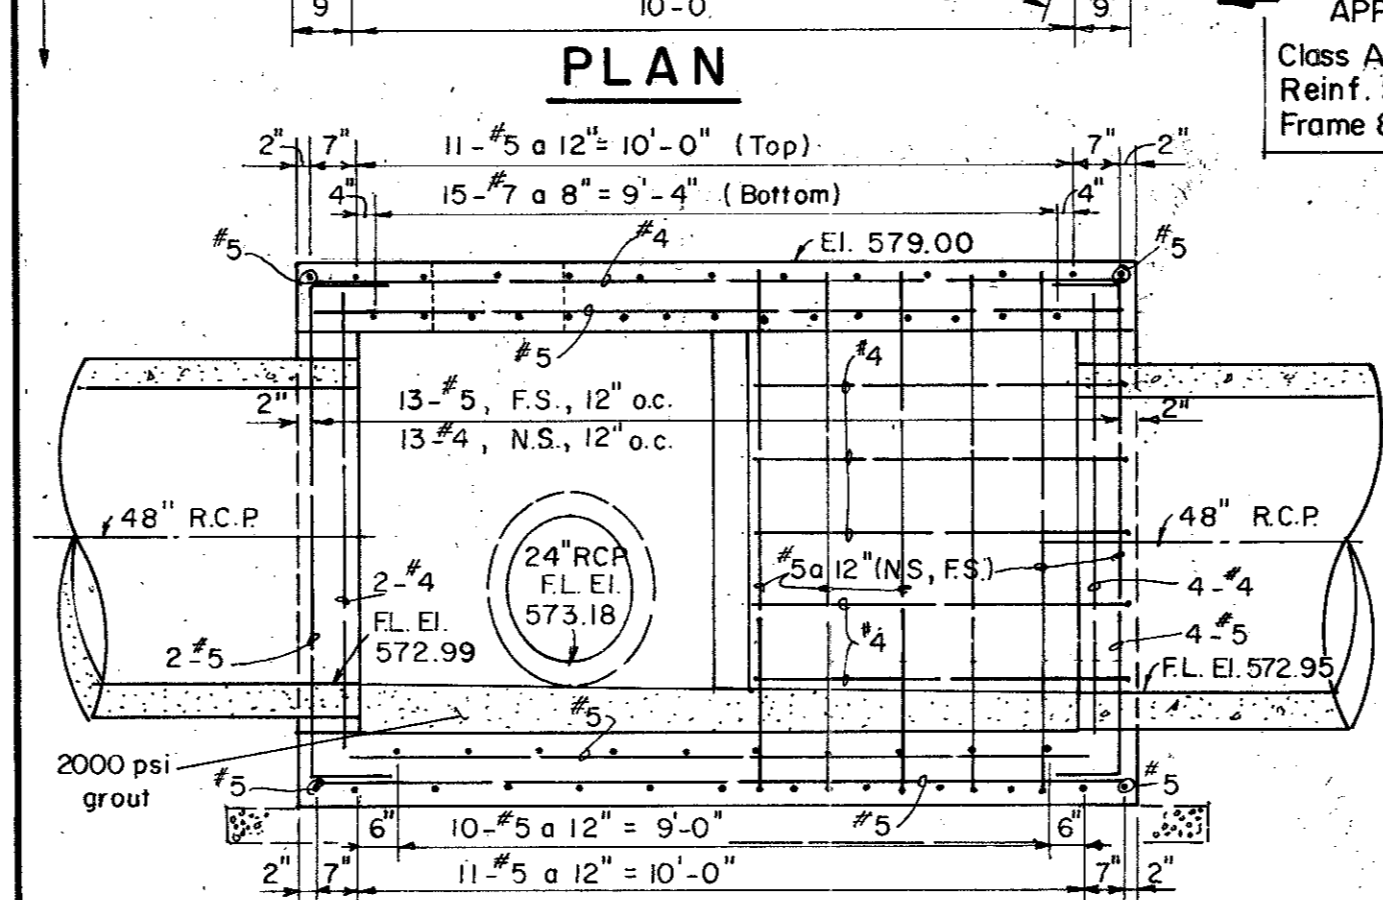 9 10-0 9
APP
PLAN
Class A
Reinf.
Frame &
2" 7" 11-#5 a 12"= 10'-0" (Top) 7" 2"
4" 15-#7 a 8" = 9'-4" (Bottom) 4"
#5 #4 El. 579.00 #5
#5 #4
2" 13-#5, F.S., 12" o.c. 2"
13-#4, N.S., 12" o.c.
48" R.C.P. 48" R.C.P.
24" RCP
F.L. El.
573.18
#5 a 12" (N.S, F.S.)
2-#4 4-#4
F.L. El.
572.99
#4 4-#5
2-#5 F.L. El. 572.95
#5
2000 psi
grout
#5 #5
6" 10-#5 a 12" = 9'-0" #5 6"
2" 7" 11-#5 a 12" = 10'-0" 7" 2"